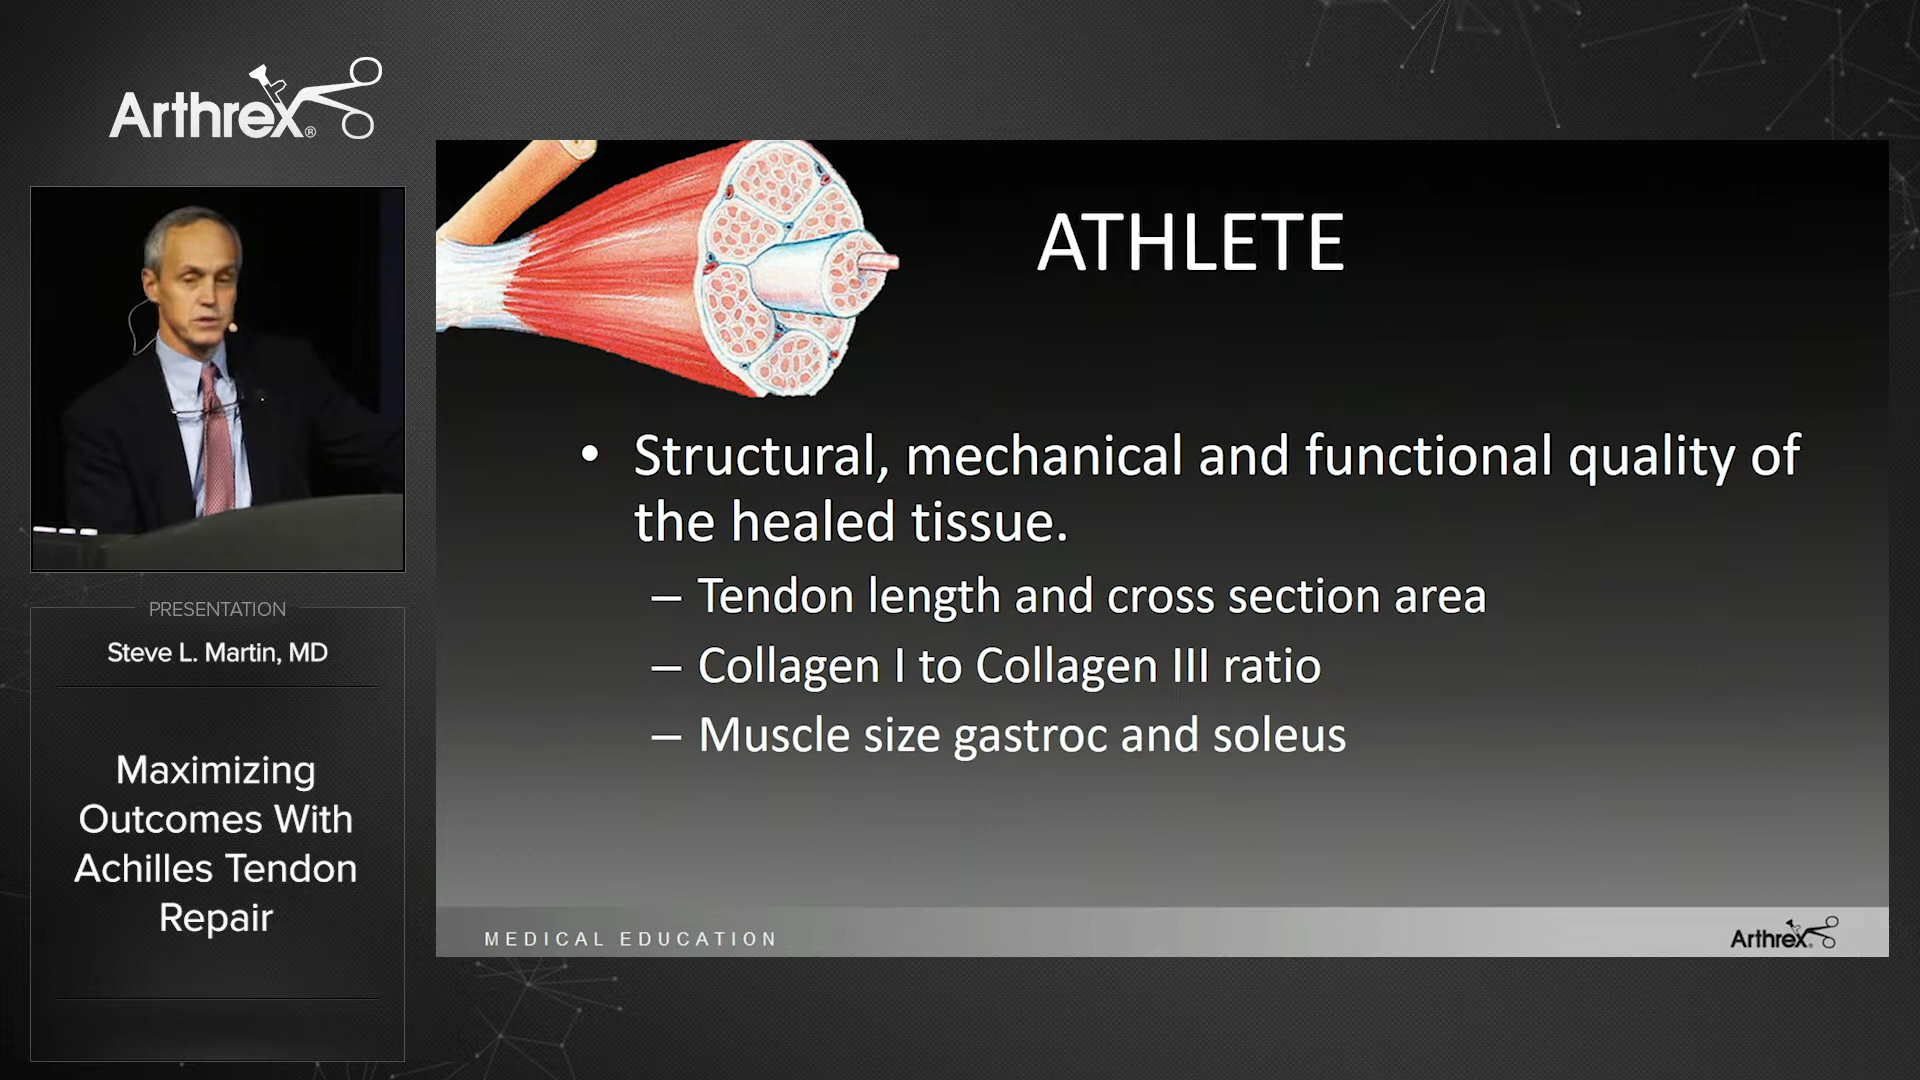 Arthrex®
PRESENTATION
Steve L. Martin, MD
Maximizing
Outcomes With
Achilles Tendon
Repair
ATHLETE
• Structural, mechanical and functional quality of
the healed tissue.
– Tendon length and cross section area
– Collagen I to Collagen III ratio
– Muscle size gastroc and soleus
MEDICAL EDUCATION
Arthrex®